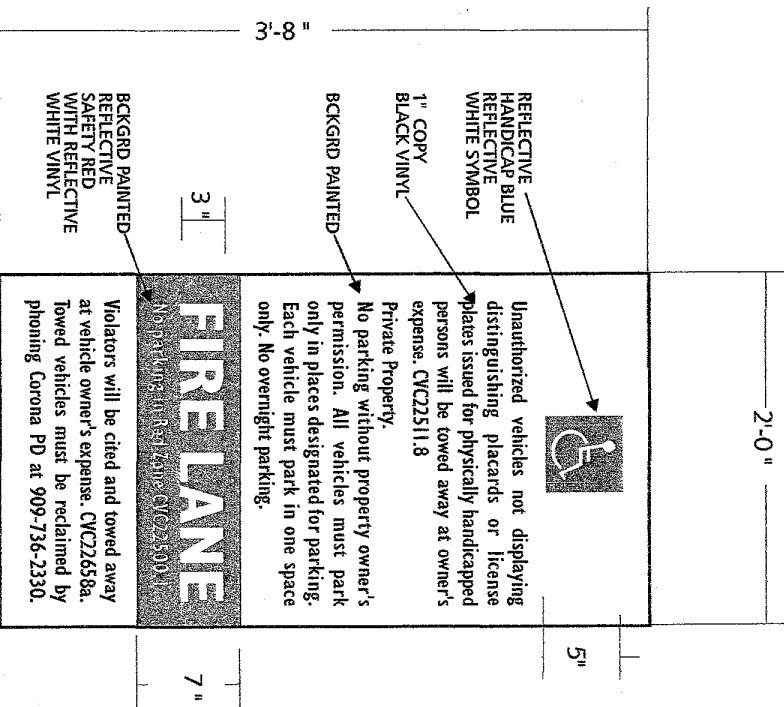 2'-0"
3'-8"
REFLECTIVE
HANDICAP BLUE
REFLECTIVE
WHITE SYMBOL
1" COPY
BLACK VINYL
BCKGRD PAINTED
3"
BCKGRD PAINTED
REFLECTIVE
SAFETY RED
WITH REFLECTIVE
WHITE VINYL
5"
Unauthorized vehicles not displaying
distinguishing placards or license
plates issued for physically handicapped
persons will be towed away at owner's
expense. CVC22511.8
Private Property.
No parking without property owner's
permission. All vehicles must park
only in places designated for parking.
Each vehicle must park in one space
only. No overnight parking.
FIRE LANE
No parking in Red Zone CVC22500.1
Violators will be cited and towed away
at vehicle owner's expense. CVC22658a.
Towed vehicles must be reclaimed by
phoning Corona PD at 909-736-2330.
7"